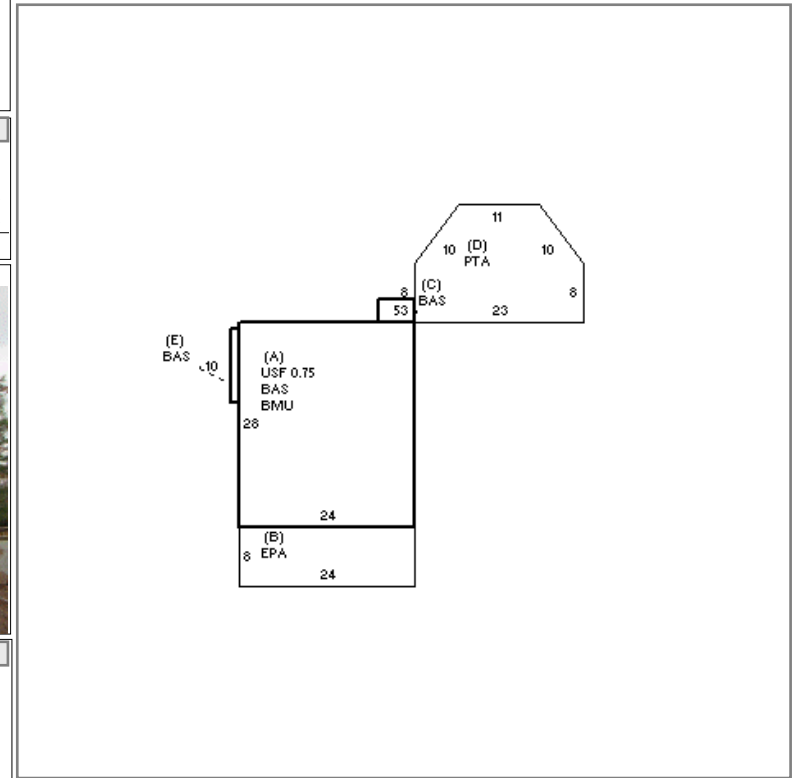 11
10
(D)
10
PTA
8
(C)
8
BAS
53
23
(E)
BAS
10
(A)
USF 0.75
BAS
BMU
28
24
(B)
8
EPA
24